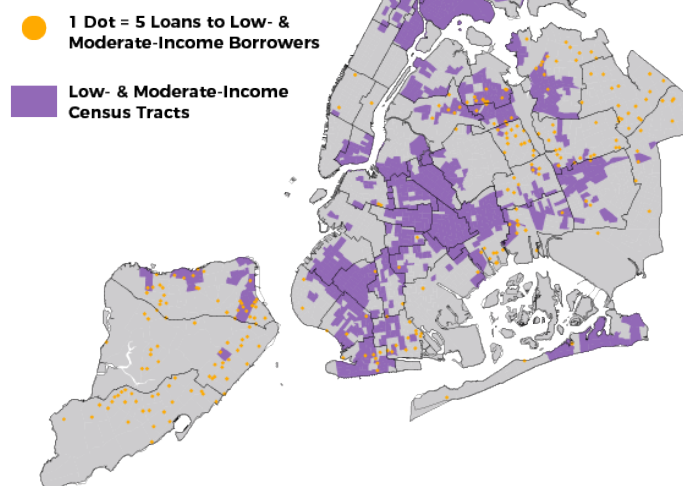 1 Dot = 5 Loans to Low- &
Moderate-Income Borrowers
Low- & Moderate-Income
Census Tracts